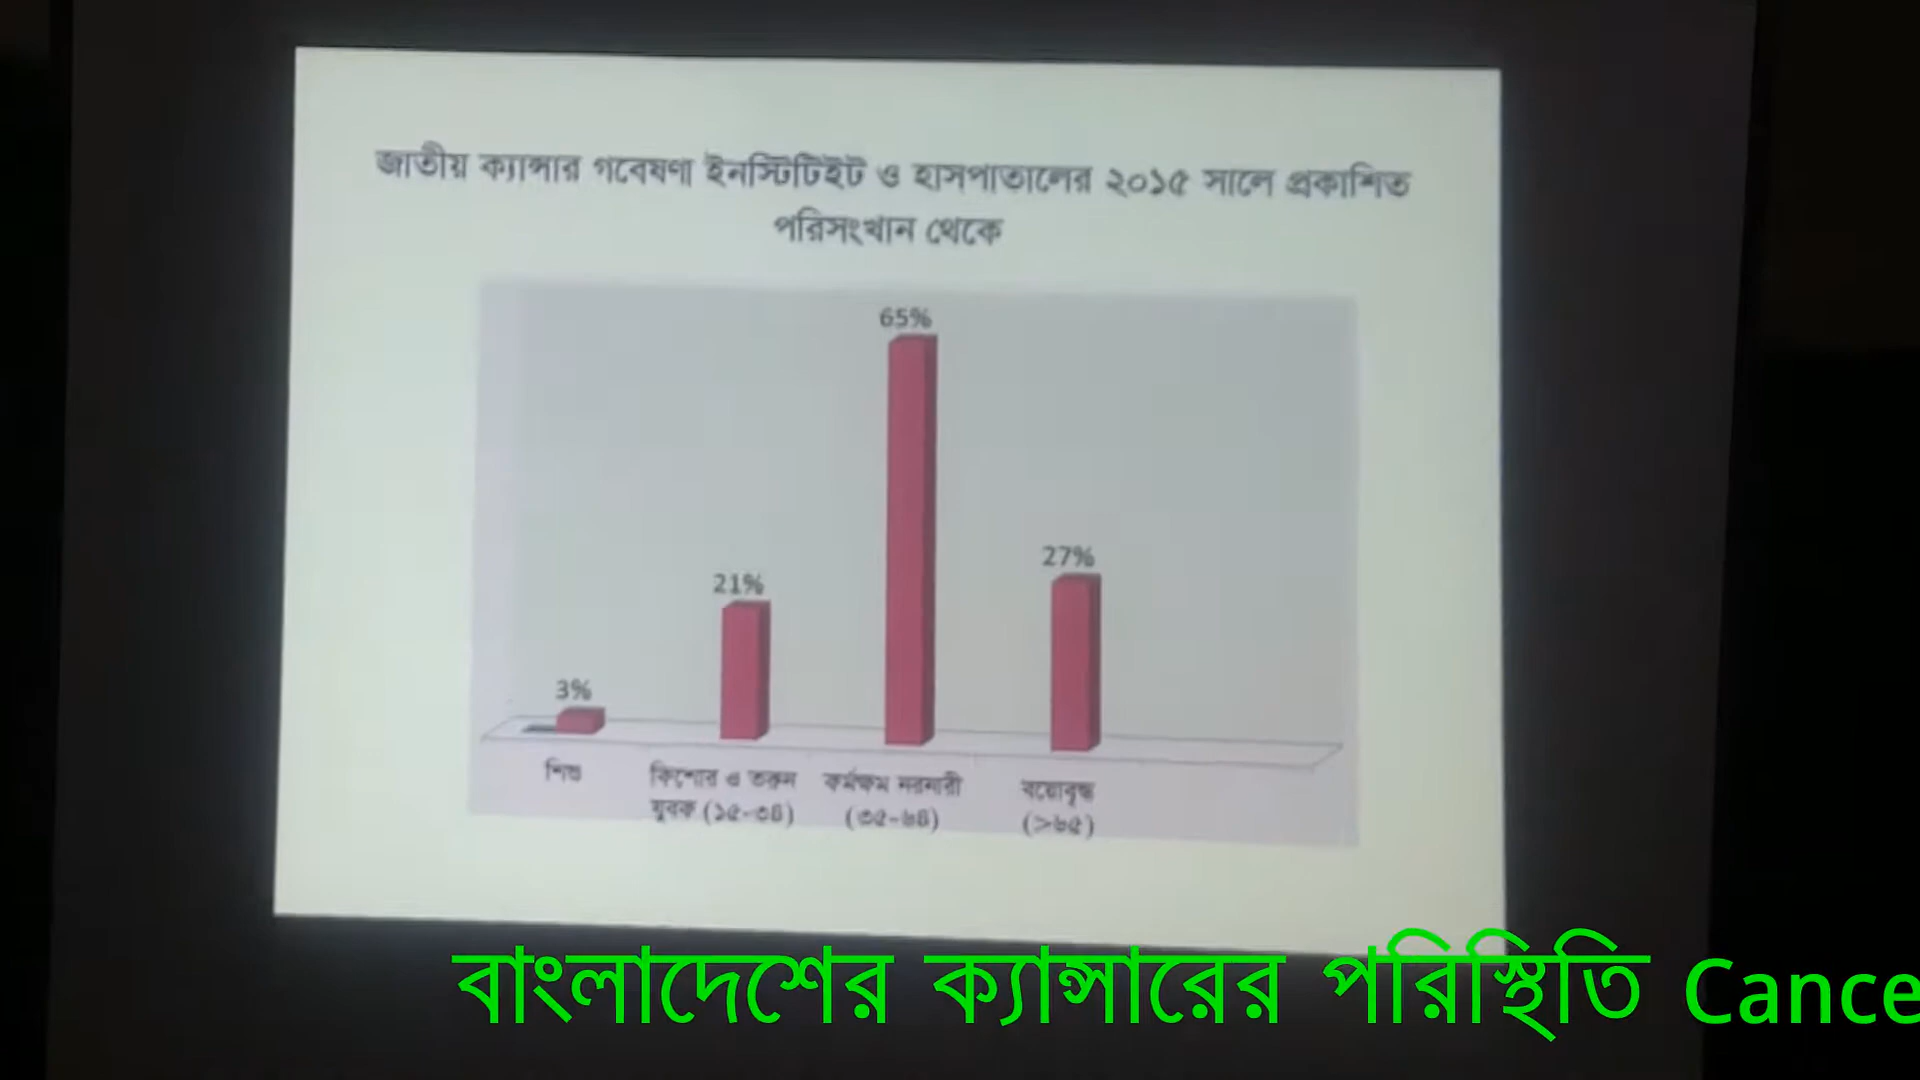 জাতীয় ক্যান্সার গবেষণা ইনস্টিটিইট ও হাসপাতালের ২০১৫ সালে প্রকাশিত
পরিসংখান থেকে
65%
27%
21%
3%
শিশু
কিশোর ও তরুন
যুবক (১৫-৩৪)
কর্মক্ষম নরনারী
(৩৫-৬৪)
বয়োবৃদ্ধ
(>৬৫)
বাংলাদেশের ক্যান্সারের পরিস্থিতি Cance